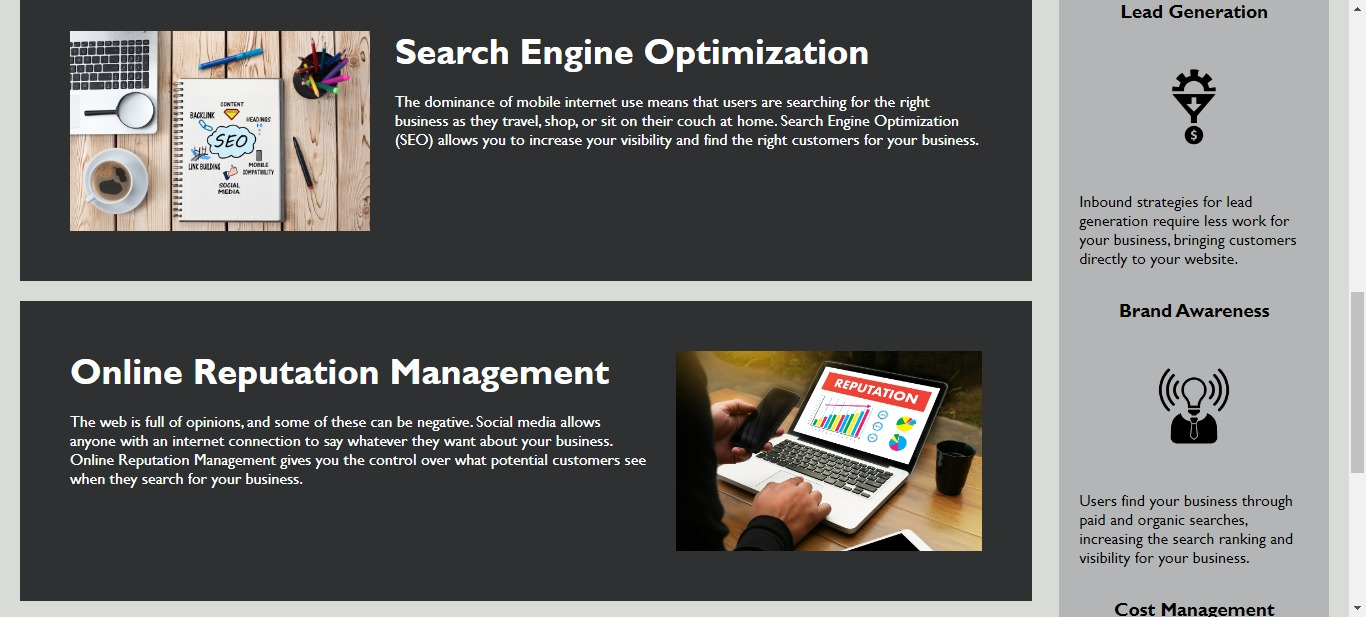 Search Engine Optimization
The dominance of mobile internet use means that users are searching for the right
business as they travel, shop, or sit on their couch at home. Search Engine Optimization
(SEO) allows you to increase your visibility and find the right customers for your business.
CONTENT
BACKLINK
HEADINGS
SEO
LINK BUILDING
MOBILE
COMPATIBILITY
SOCIAL
MEDIA
Online Reputation Management
The web is full of opinions, and some of these can be negative. Social media allows
anyone with an internet connection to say whatever they want about your business.
Online Reputation Management gives you the control over what potential customers see
when they search for your business.
REPUTATION
Lead Generation
$
Inbound strategies for lead
generation require less work for
your business, bringing customers
directly to your website.
Brand Awareness
Users find your business through
paid and organic searches,
increasing the search ranking and
visibility for your business.
Cost Management